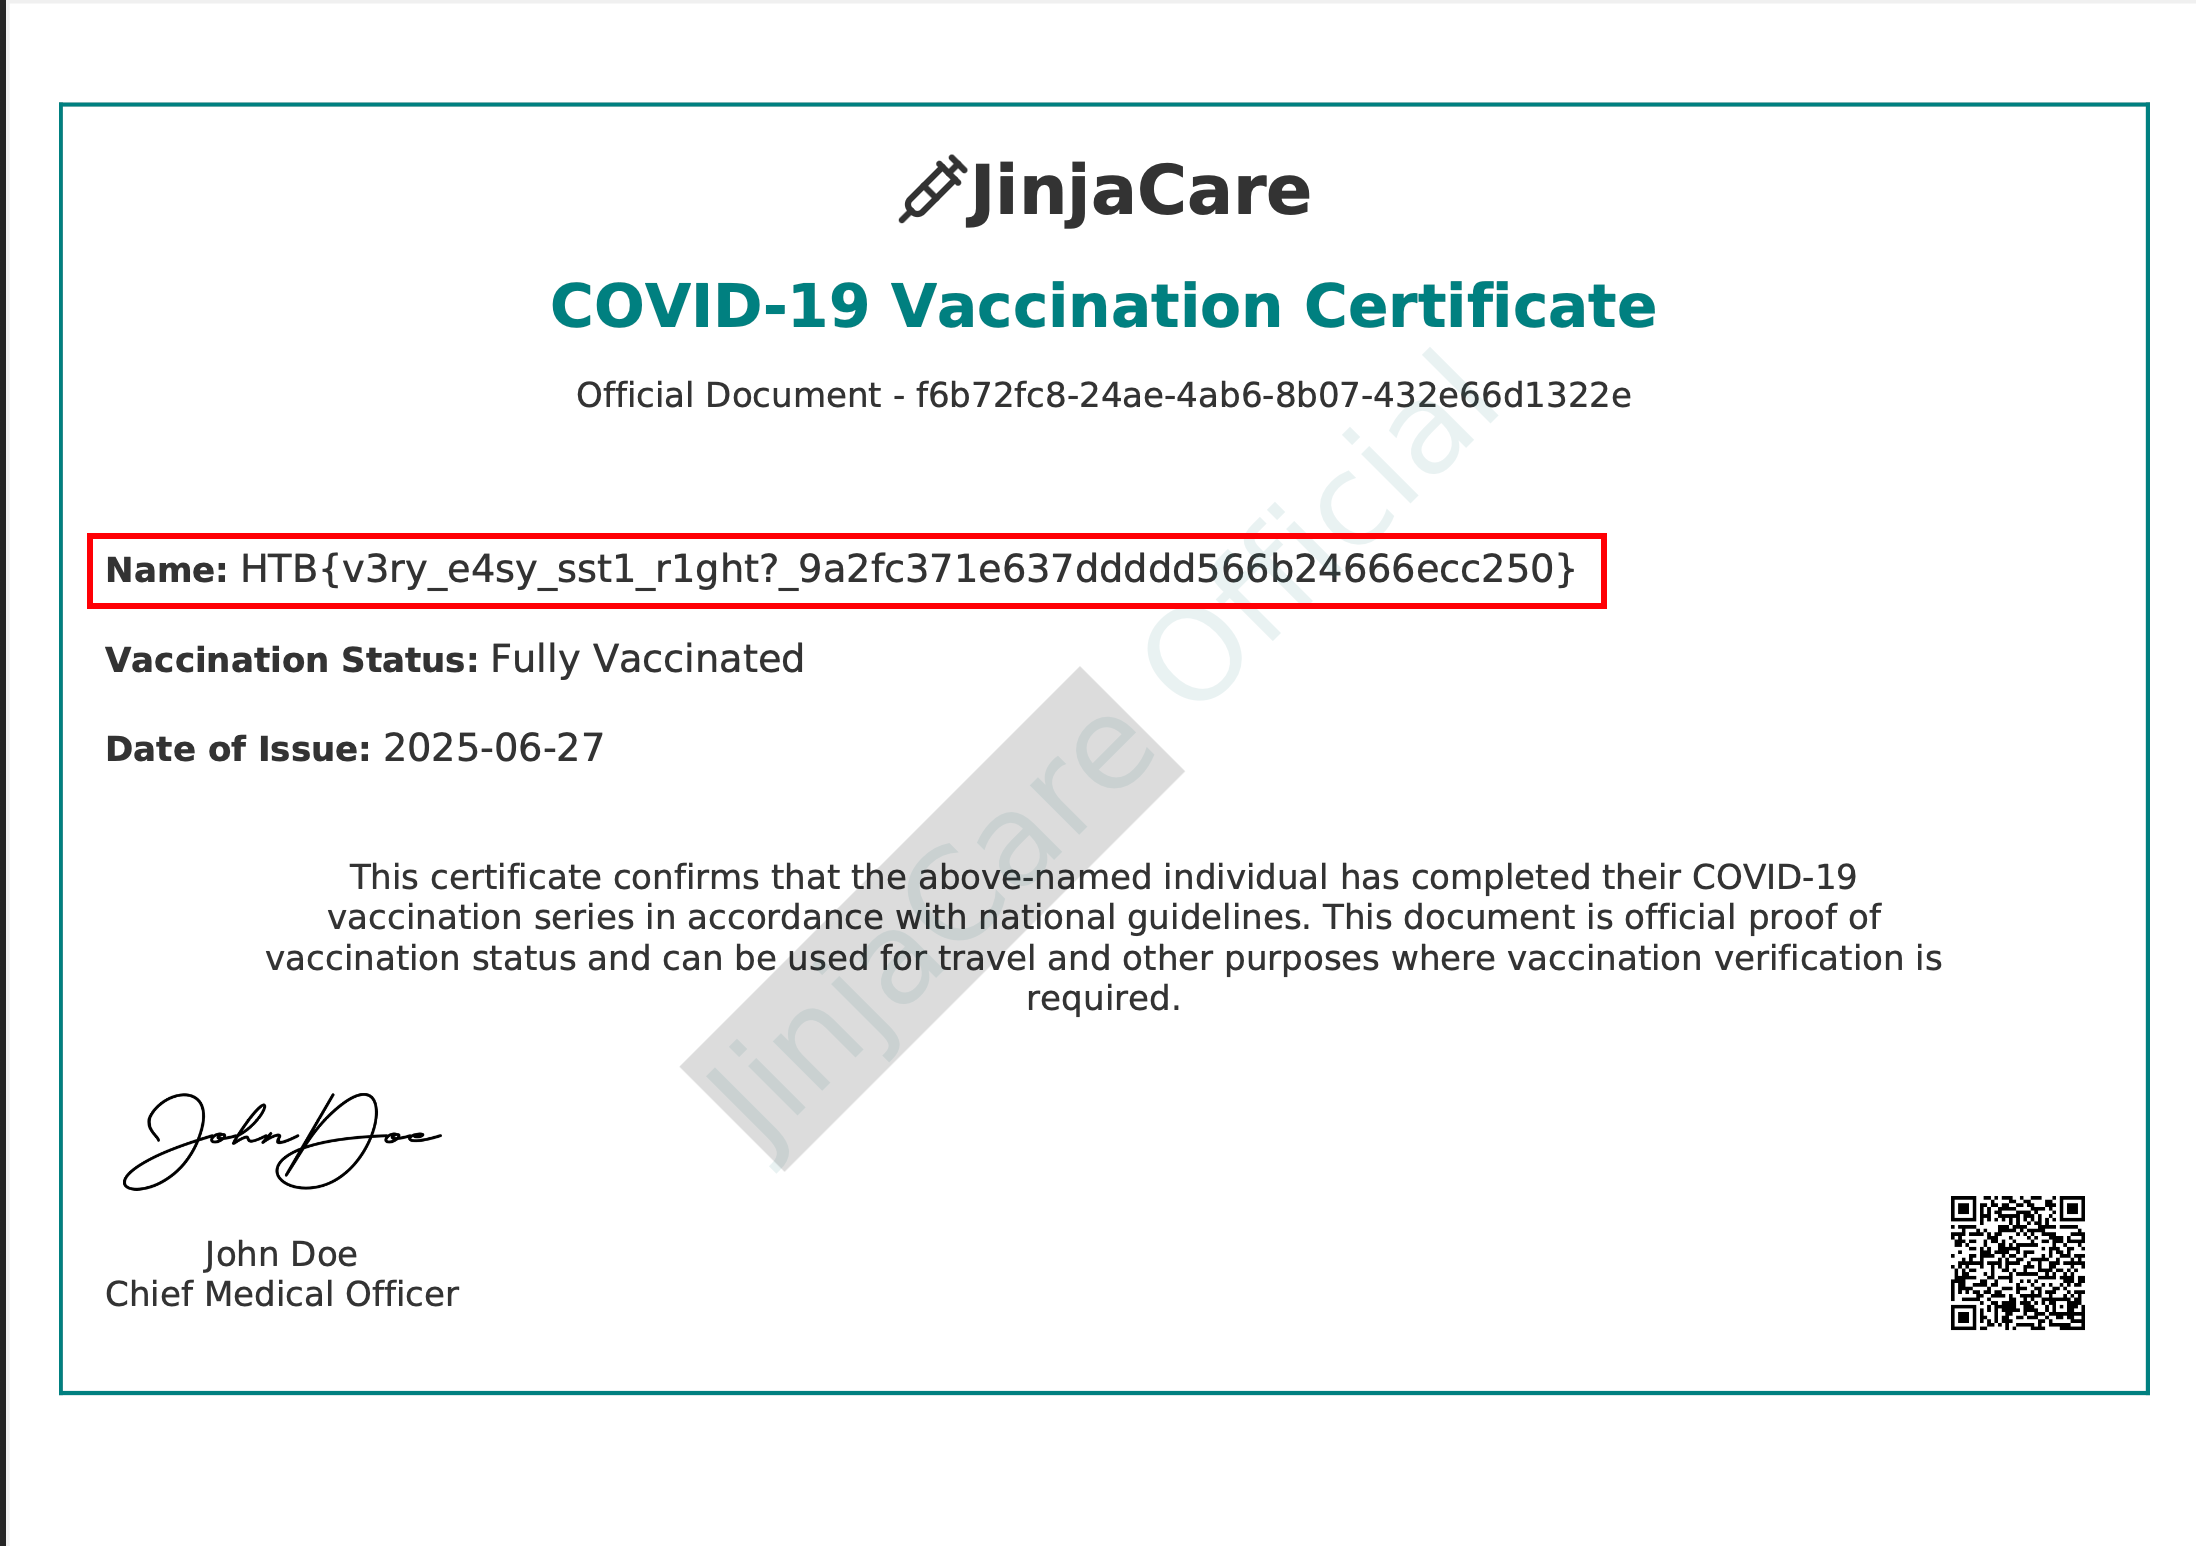 JinjaCare
COVID-19 Vaccination Certificate
Official Document - f6b72fc8-24ae-4ab6-8b07-432e66d1322e
Name: HTB{v3ry_e4sy_sst1_r1ght?_9a2fc371e637ddddd566b24666ecc250}
Vaccination Status: Fully Vaccinated
Date of Issue: 2025-06-27
This certificate confirms that the above-named individual has completed their COVID-19
vaccination series in accordance with national guidelines. This document is official proof of
vaccination status and can be used for travel and other purposes where vaccination verification is
required.
JinjaCare Official
John Doe
John Doe
Chief Medical Officer